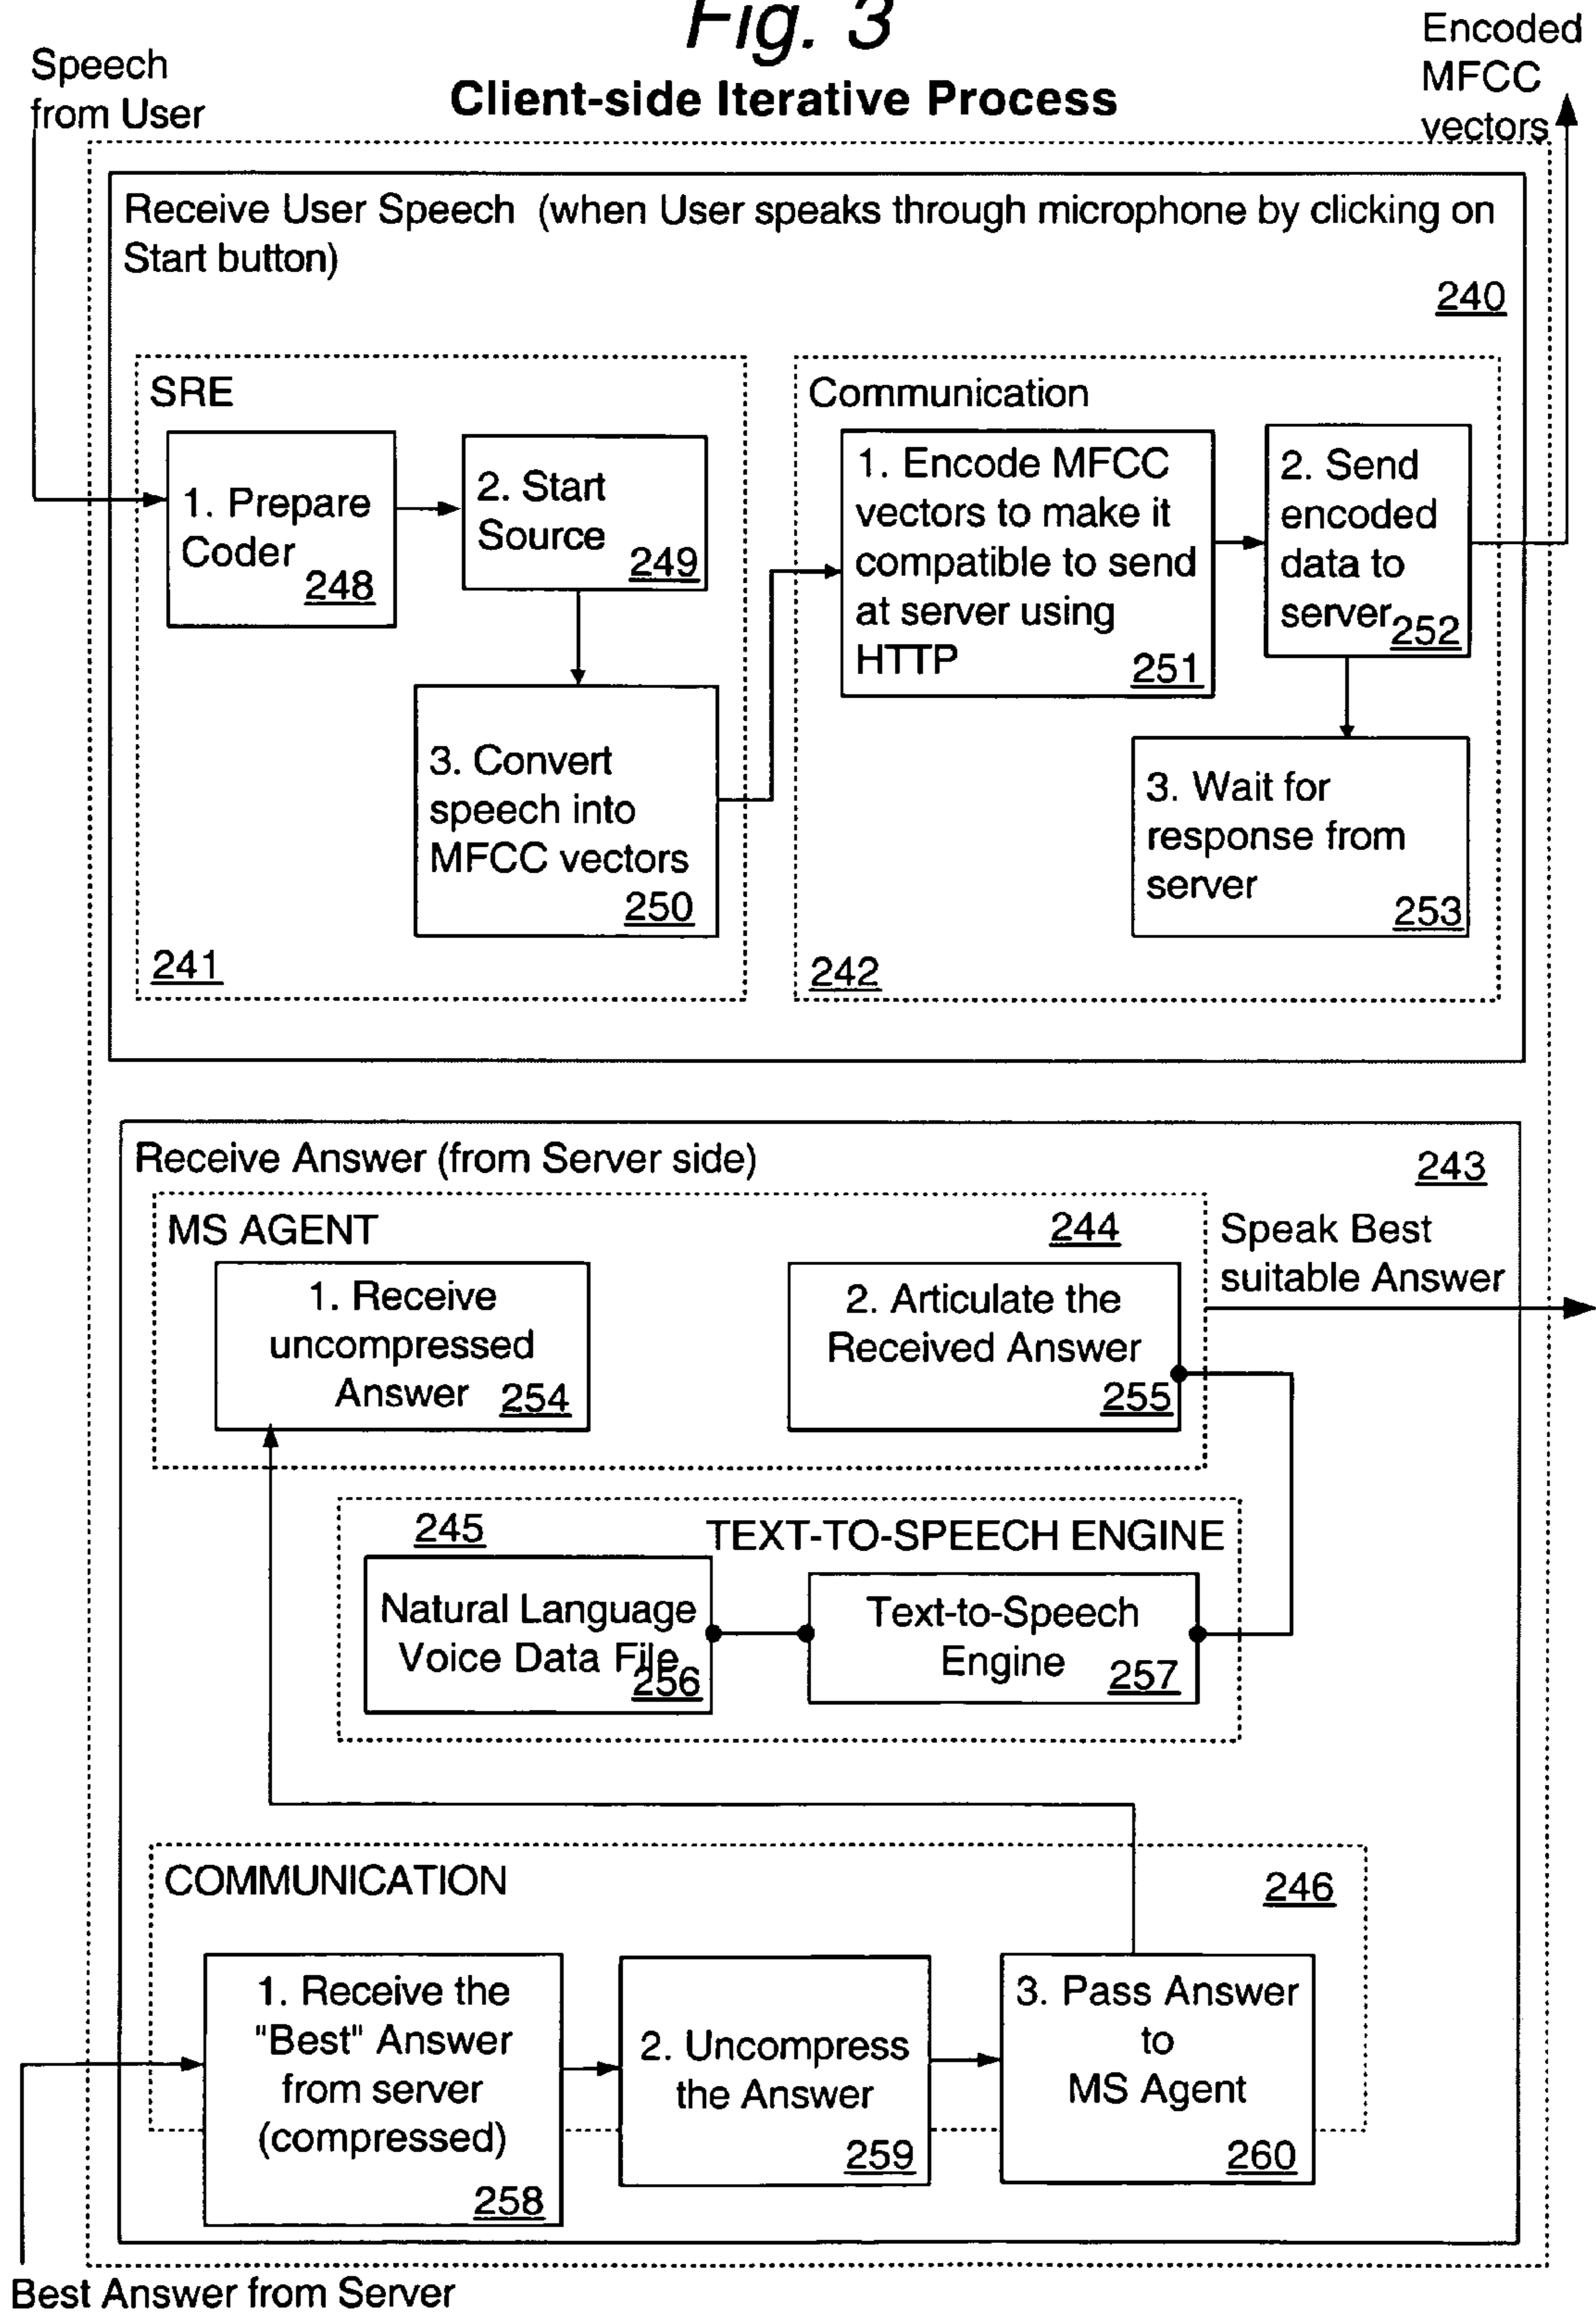 Fig. 3
Client-side Iterative Process
Speech
from User
Encoded
MFCC
vectors
Receive User Speech (when User speaks through microphone by clicking on
Start button)
240
SRE
1. Prepare
Coder
248
2. Start
Source
249
3. Convert
speech into
MFCC vectors
250
241
Communication
1. Encode MFCC
vectors to make it
compatible to send
at server using
HTTP
251
2. Send
encoded
data to
server
252
3. Wait for
response from
server
253
242
Receive Answer (from Server side)
243
MS AGENT
244
1. Receive
uncompressed
Answer
254
2. Articulate the
Received Answer
255
Speak Best
suitable Answer
245
TEXT-TO-SPEECH ENGINE
Natural Language
Voice Data File
256
Text-to-Speech
Engine
257
COMMUNICATION
246
1. Receive the
"Best" Answer
from server
(compressed)
258
2. Uncompress
the Answer
259
3. Pass Answer
to
MS Agent
260
Best Answer from Server